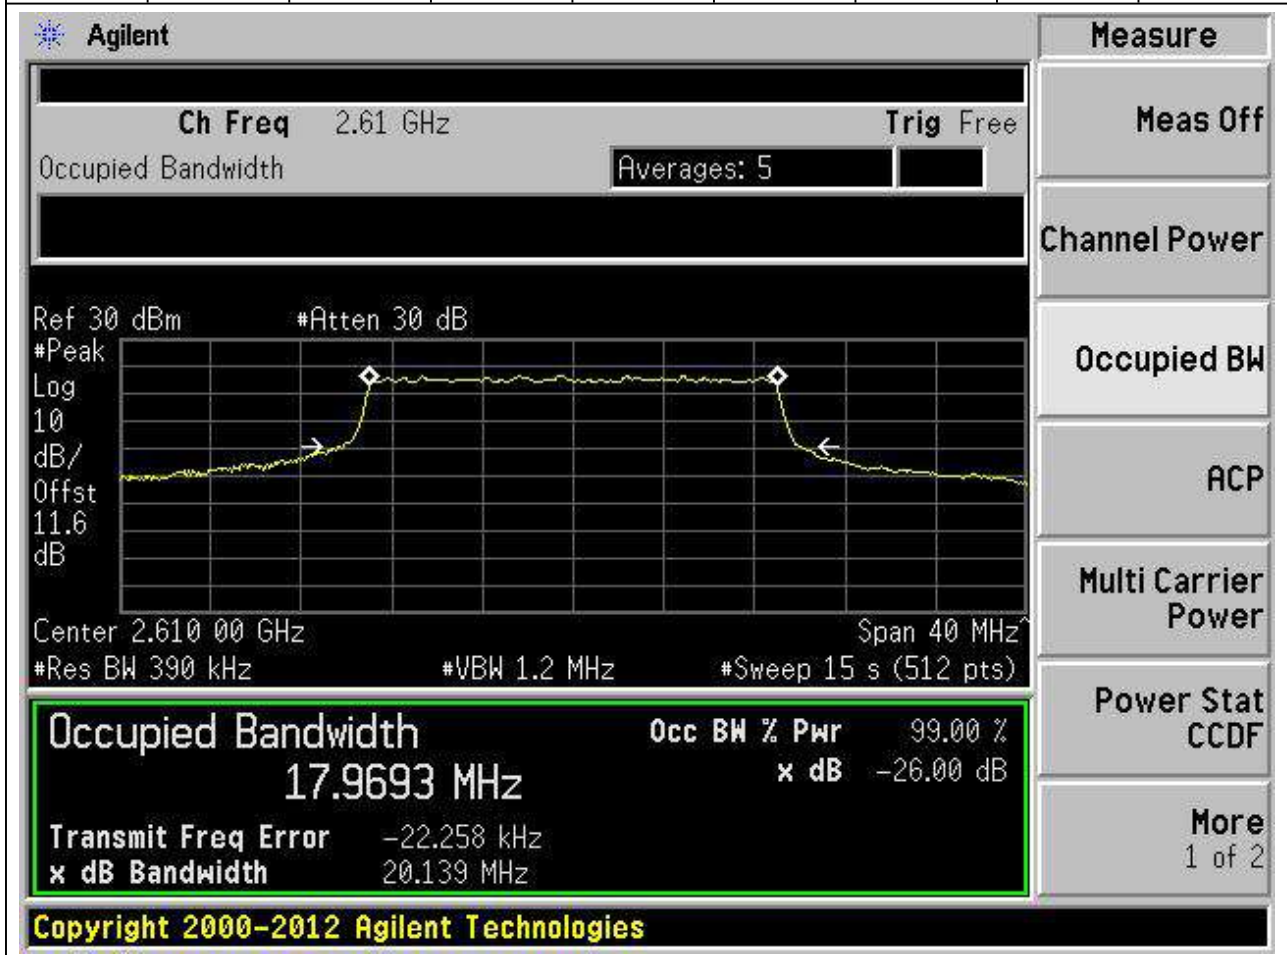 Agilent
Measure
Ch Freq 2.61 GHz Trig Free
Meas Off
Occupied Bandwidth Averages: 5
Channel Power
Ref 30 dBm #Atten 30 dB
#Peak
Log
10
dB/
Offst
11.6
dB
Occupied BW
ACP
Center 2.610 00 GHz Span 40 MHz^
#Res BW 390 kHz #VBW 1.2 MHz #Sweep 15 s (512 pts)
Multi Carrier
Power
Occupied Bandwidth Occ BW % Pwr 99.00 %
17.9693 MHz x dB -26.00 dB
Transmit Freq Error -22.258 kHz
x dB Bandwidth 20.139 MHz
Power Stat
CCDF
More
1 of 2
Copyright 2000-2012 Agilent Technologies